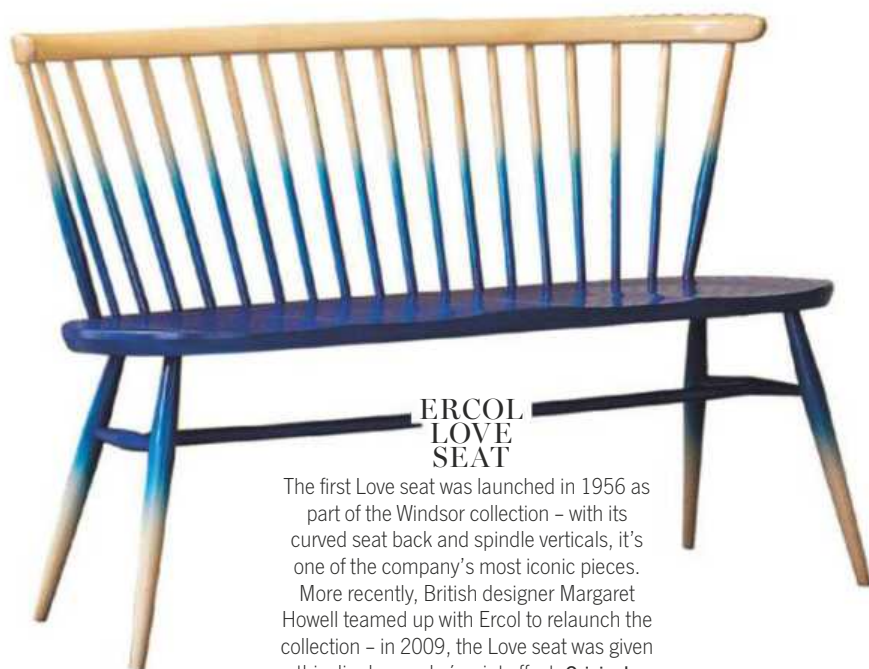 ERCOL
LOVE
SEAT
The first Love seat was launched in 1956 as
part of the Windsor collection – with its
curved seat back and spindle verticals, it's
one of the company's most iconic pieces.
More recently, British designer Margaret
Howell teamed up with Ercol to relaunch the
collection – in 2009, the Love seat was given